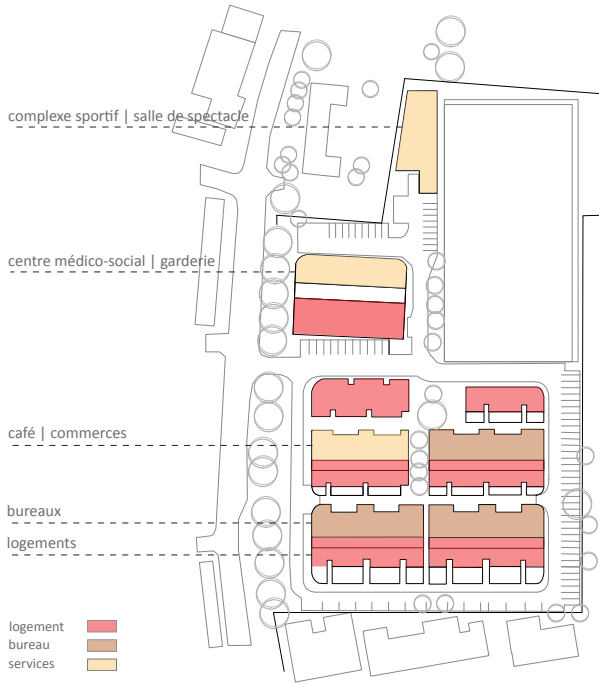 complexe sportif | salle de spectacle
centre médico-social | garderie
café | commerces
bureaux
logements
logement
bureau
services